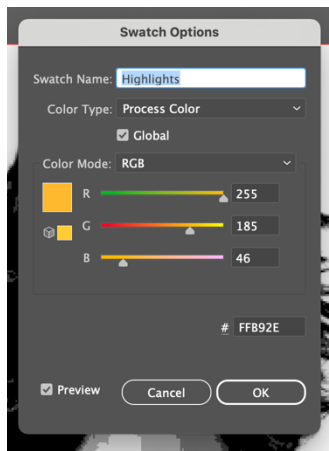 Swatch Options
Swatch Name: Highlights
Color Type: Process Color
Global
Color Mode: RGB
R 255
G 185
B 46
# FFB92E
Preview Cancel OK